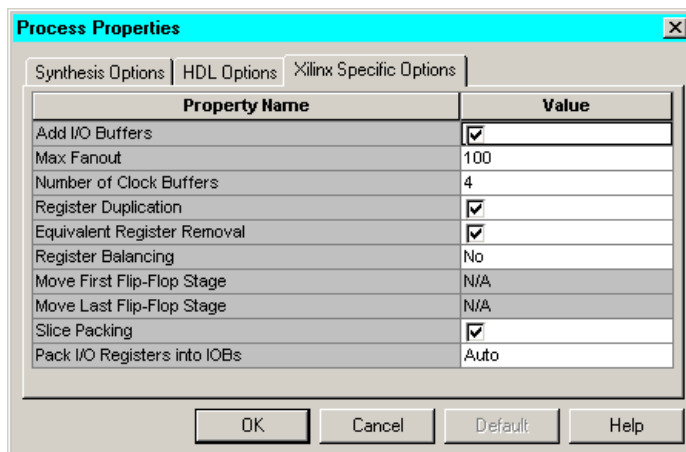 Process Properties
Synthesis Options HDL Options Xilinx Specific Options
Property Name Value
Add I/O Buffers
Max Fanout 100
Number of Clock Buffers 4
Register Duplication
Equivalent Register Removal
Register Balancing No
Move First Flip-Flop Stage N/A
Move Last Flip-Flop Stage N/A
Slice Packing
Pack I/O Registers into IOBs Auto
OK Cancel Default Help